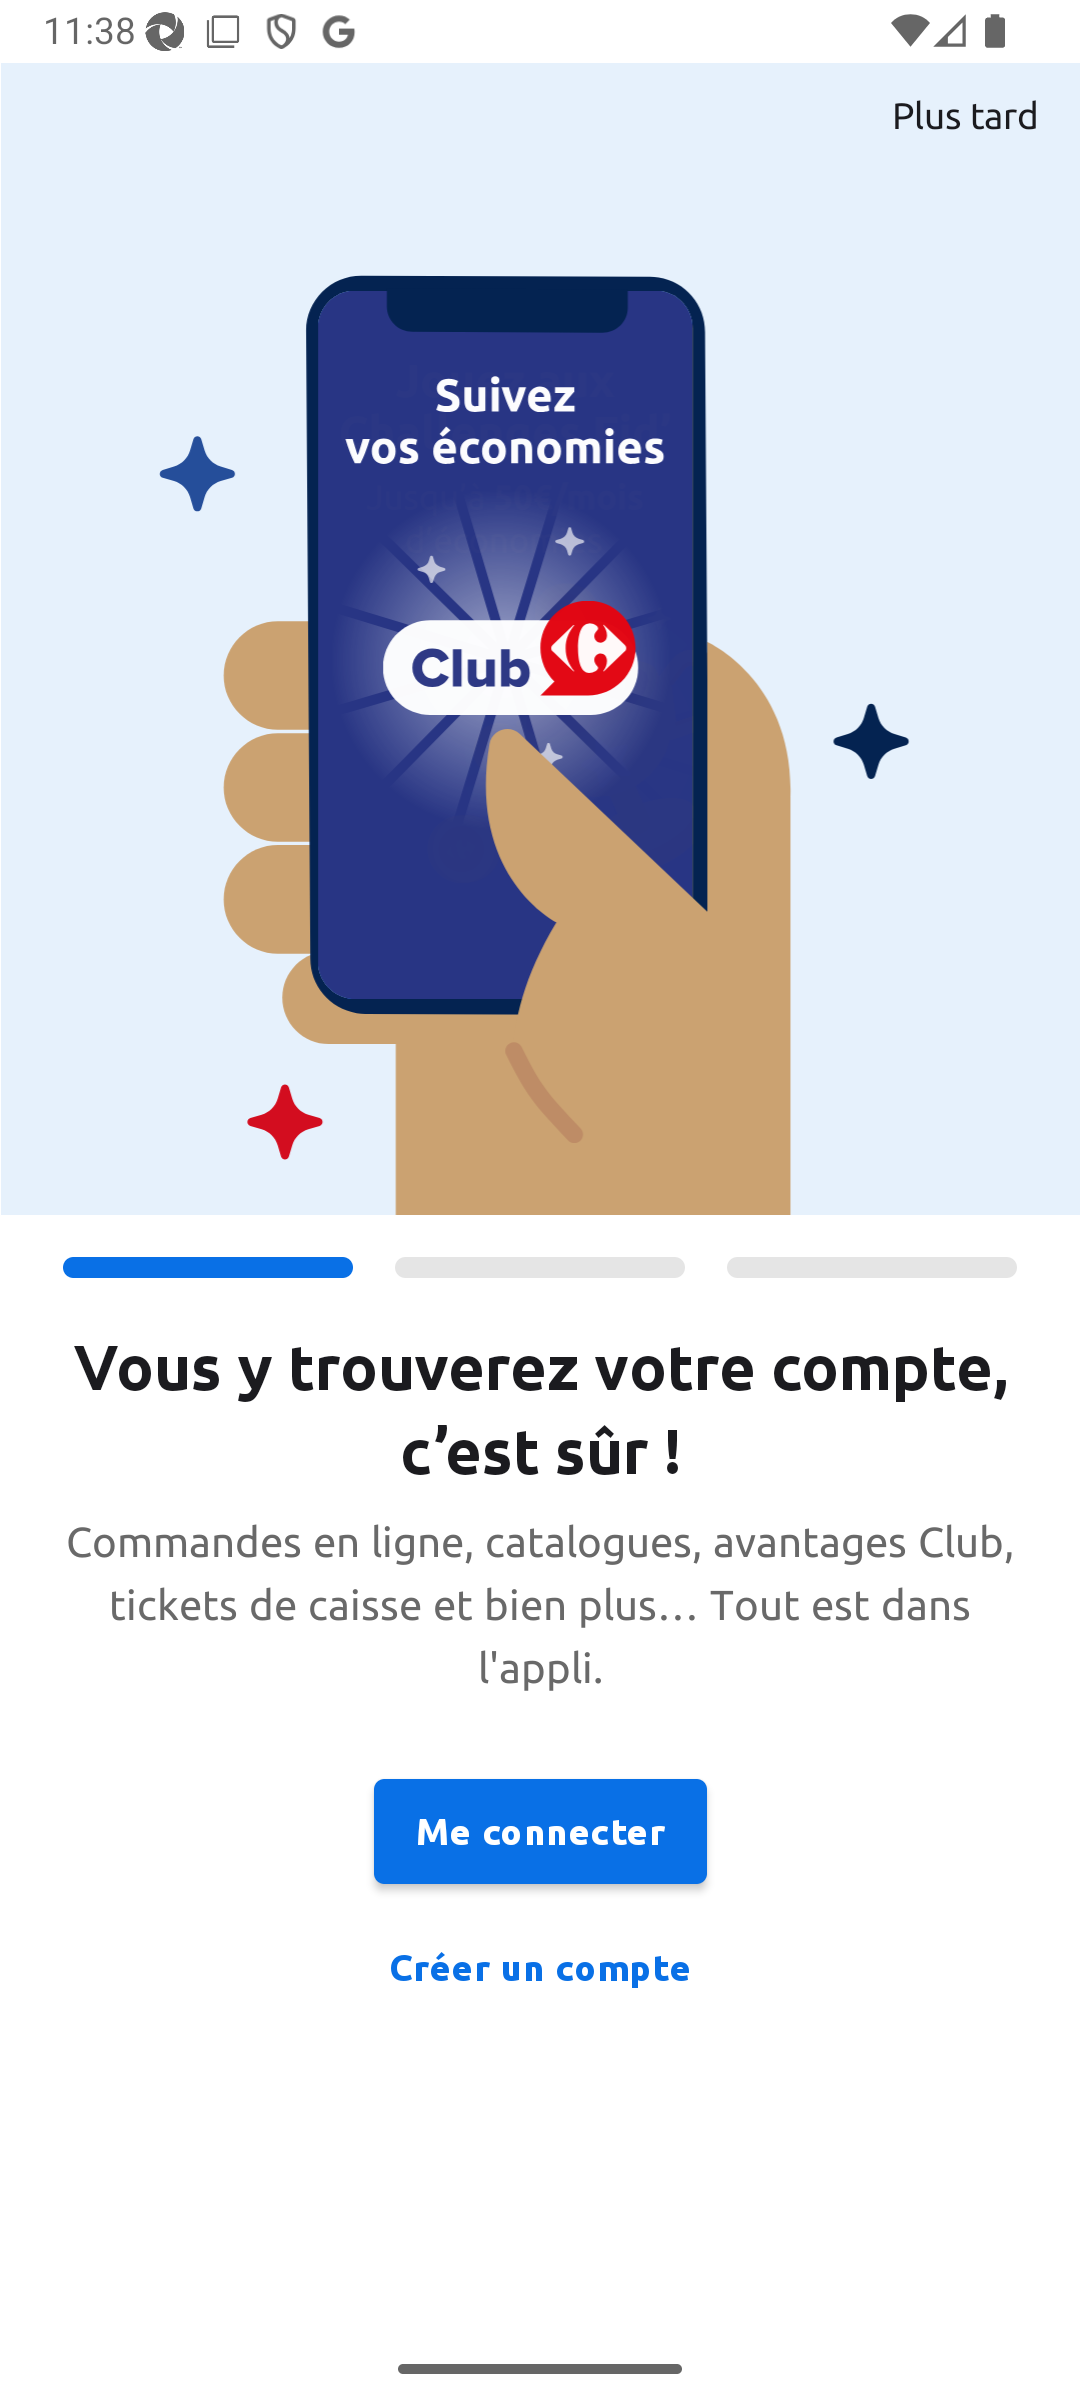 11:38
Plus tard
Suivez
vos économies
Club
Vous y trouverez votre compte,
c’est sûr !
Commandes en ligne, catalogues, avantages Club,
tickets de caisse et bien plus… Tout est dans
l'appli.
Me connecter
Créer un compte